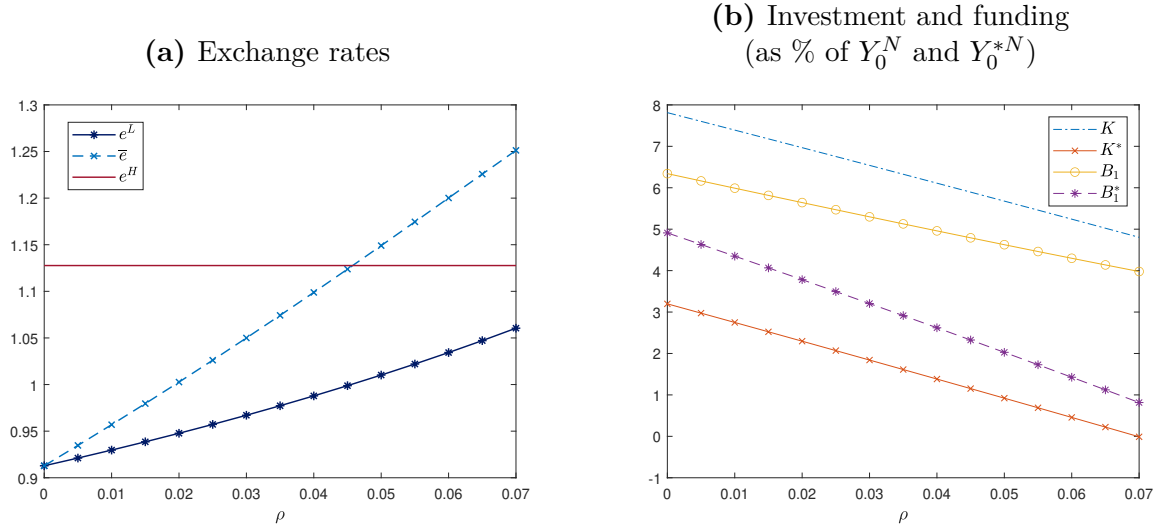 (a) Exchange rates
1.3
1.25
1.2
1.15
1.1
1.05
1
0.95
0.9
0
0.01
0.02
0.03
0.04
0.05
0.06
0.07
ρ
e^L
e̅
e^H
(b) Investment and funding
(as % of Y_0^N and Y_0^{*N})
8
7
6
5
4
3
2
1
0
-1
0
0.01
0.02
0.03
0.04
0.05
0.06
0.07
ρ
K
K^*
B_1
B_1^*